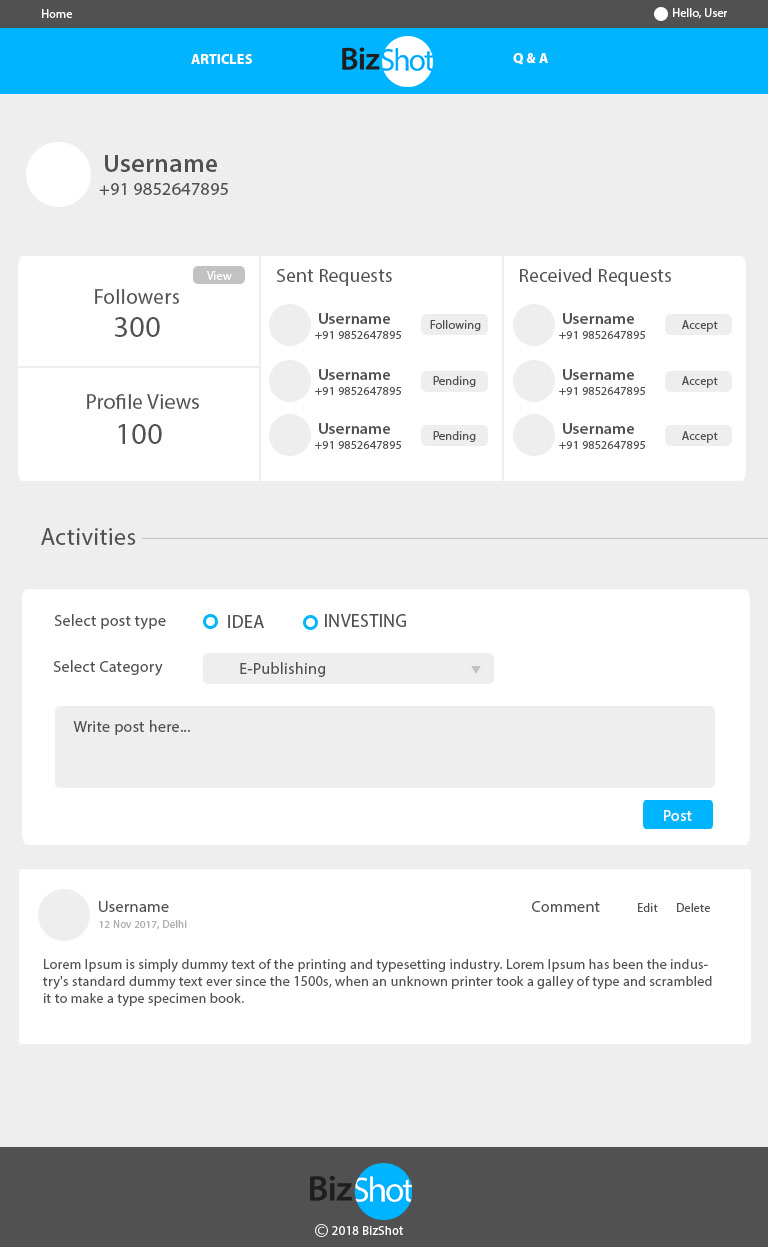 Home
Hello, User
ARTICLES
BizShot
Q & A
Username
+91 9852647895
View
Followers
300
Profile Views
100
Sent Requests
Username
+91 9852647895
Following
Username
+91 9852647895
Pending
Username
+91 9852647895
Pending
Received Requests
Username
+91 9852647895
Accept
Username
+91 9852647895
Accept
Username
+91 9852647895
Accept
Activities
Select post type
IDEA
INVESTING
Select Category
E-Publishing
Write post here...
Post
Username
12 Nov 2017, Delhi
Comment
Edit
Delete
Lorem Ipsum is simply dummy text of the printing and typesetting industry. Lorem Ipsum has been the indus-
try's standard dummy text ever since the 1500s, when an unknown printer took a galley of type and scrambled
it to make a type specimen book.
BizShot
© 2018 BizShot